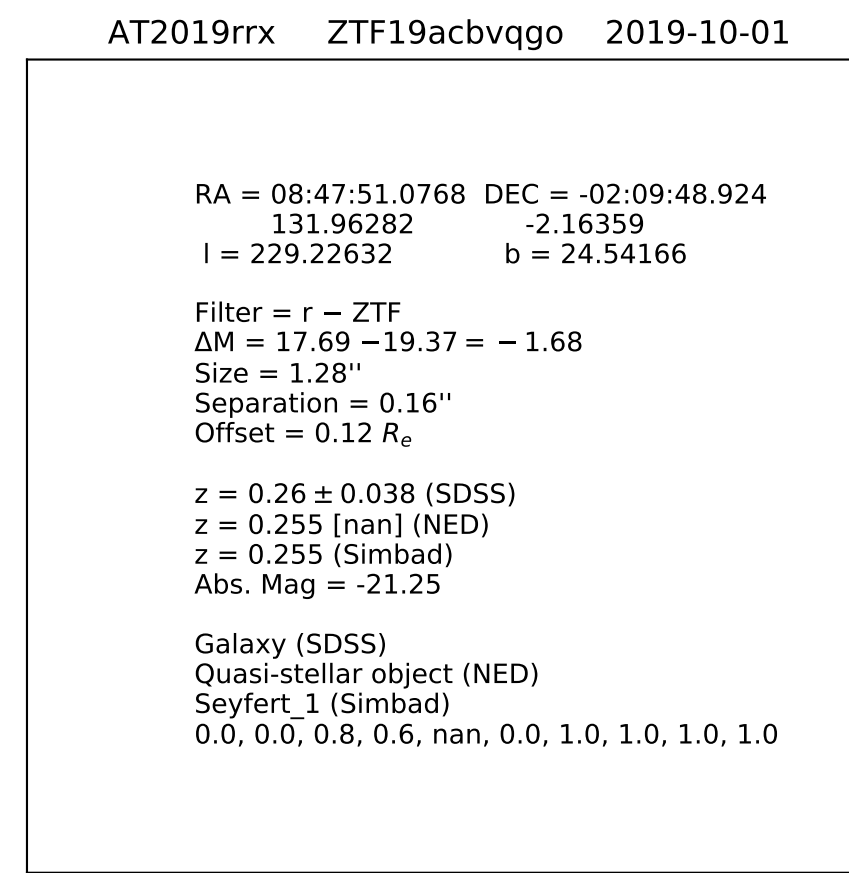 AT2019rrx ZTF19acbvqgo 2019-10-01
RA = 08:47:51.0768 DEC = -02:09:48.924
131.96282 -2.16359
l = 229.22632 b = 24.54166
Filter = r − ZTF
ΔM = 17.69 −19.37 = − 1.68
Size = 1.28''
Separation = 0.16''
Offset = 0.12 Rₑ
z = 0.26 ± 0.038 (SDSS)
z = 0.255 [nan] (NED)
z = 0.255 (Simbad)
Abs. Mag = -21.25
Galaxy (SDSS)
Quasi-stellar object (NED)
Seyfert_1 (Simbad)
0.0, 0.0, 0.8, 0.6, nan, 0.0, 1.0, 1.0, 1.0, 1.0